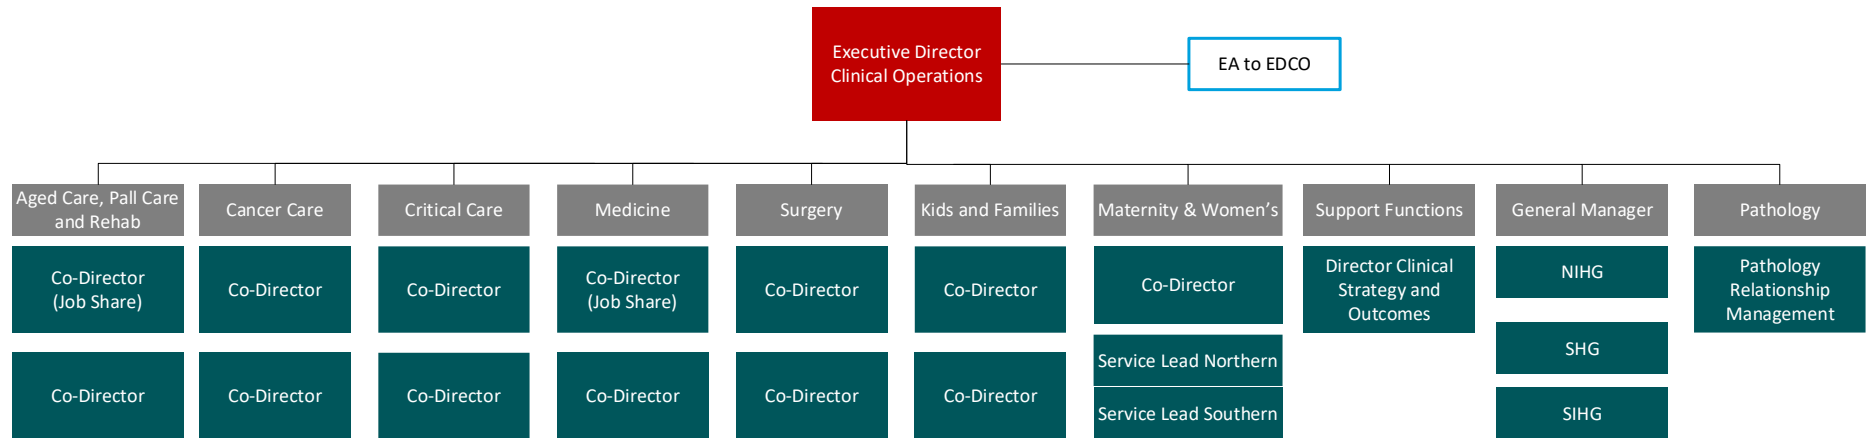 Executive Director
Clinical Operations
EA to EDCO
Aged Care, Pall Care
and Rehab
Cancer Care
Critical Care
Medicine
Surgery
Kids and Families
Maternity & Women's
Support Functions
General Manager
Pathology
Co-Director
(Job Share)
Co-Director
Co-Director
Co-Director
(Job Share)
Co-Director
Co-Director
Co-Director
Director Clinical
Strategy and
Outcomes
NIHG
Pathology
Relationship
Management
Co-Director
Co-Director
Co-Director
Co-Director
Co-Director
Co-Director
Service Lead Northern
Service Lead Southern
SHG
SIHG